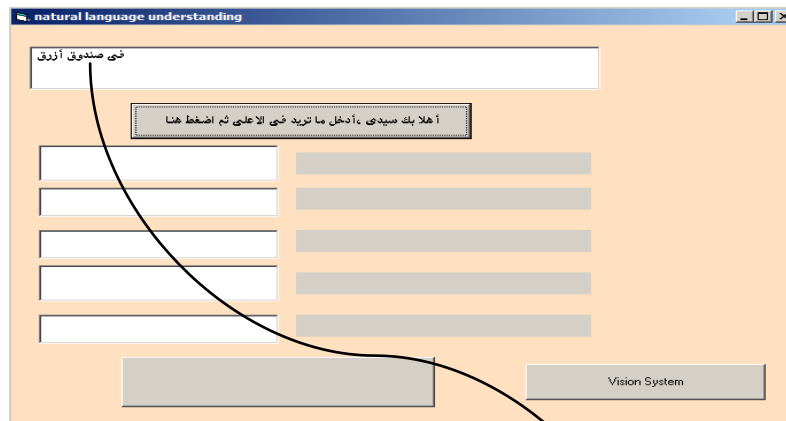 natural language understanding
فى صندوق أزرق
أهلا بك سيدى ،أدخل ما تريد فى الاعلى ثم اضغط هنا
Vision System